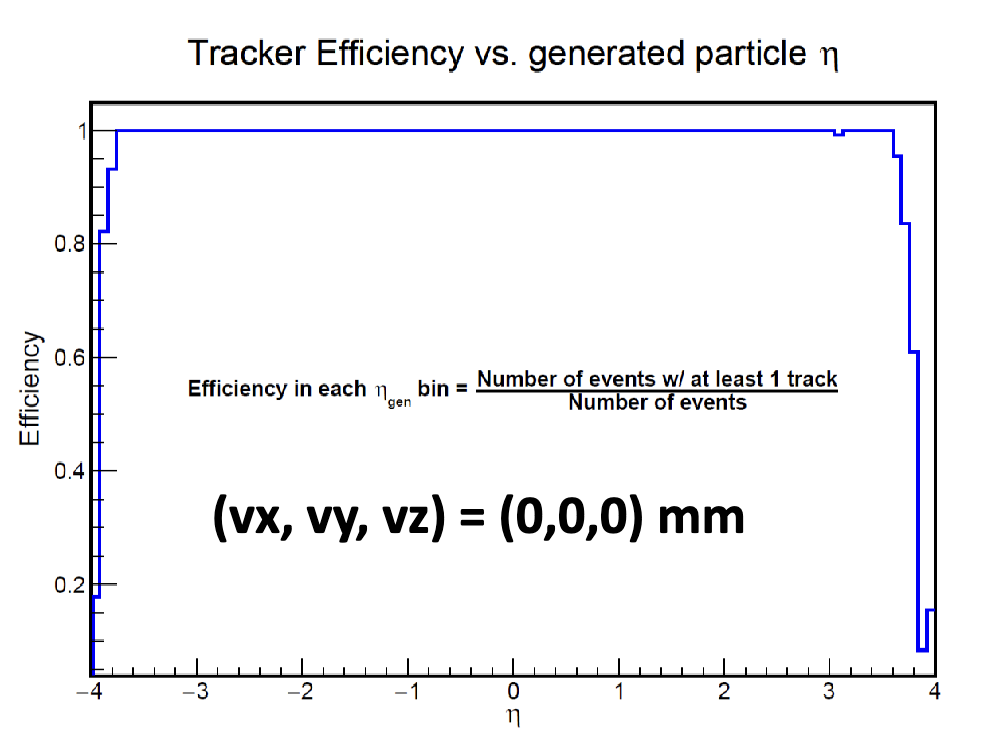 Tracker Efficiency vs. generated particle η
Efficiency
1
0.8
0.6
0.4
0.2
Efficiency in each ηgen bin = Number of events w/ at least 1 track
Number of events
(vx, vy, vz) = (0,0,0) mm
−4 −3 −2 −1 0 1 2 3 4
η